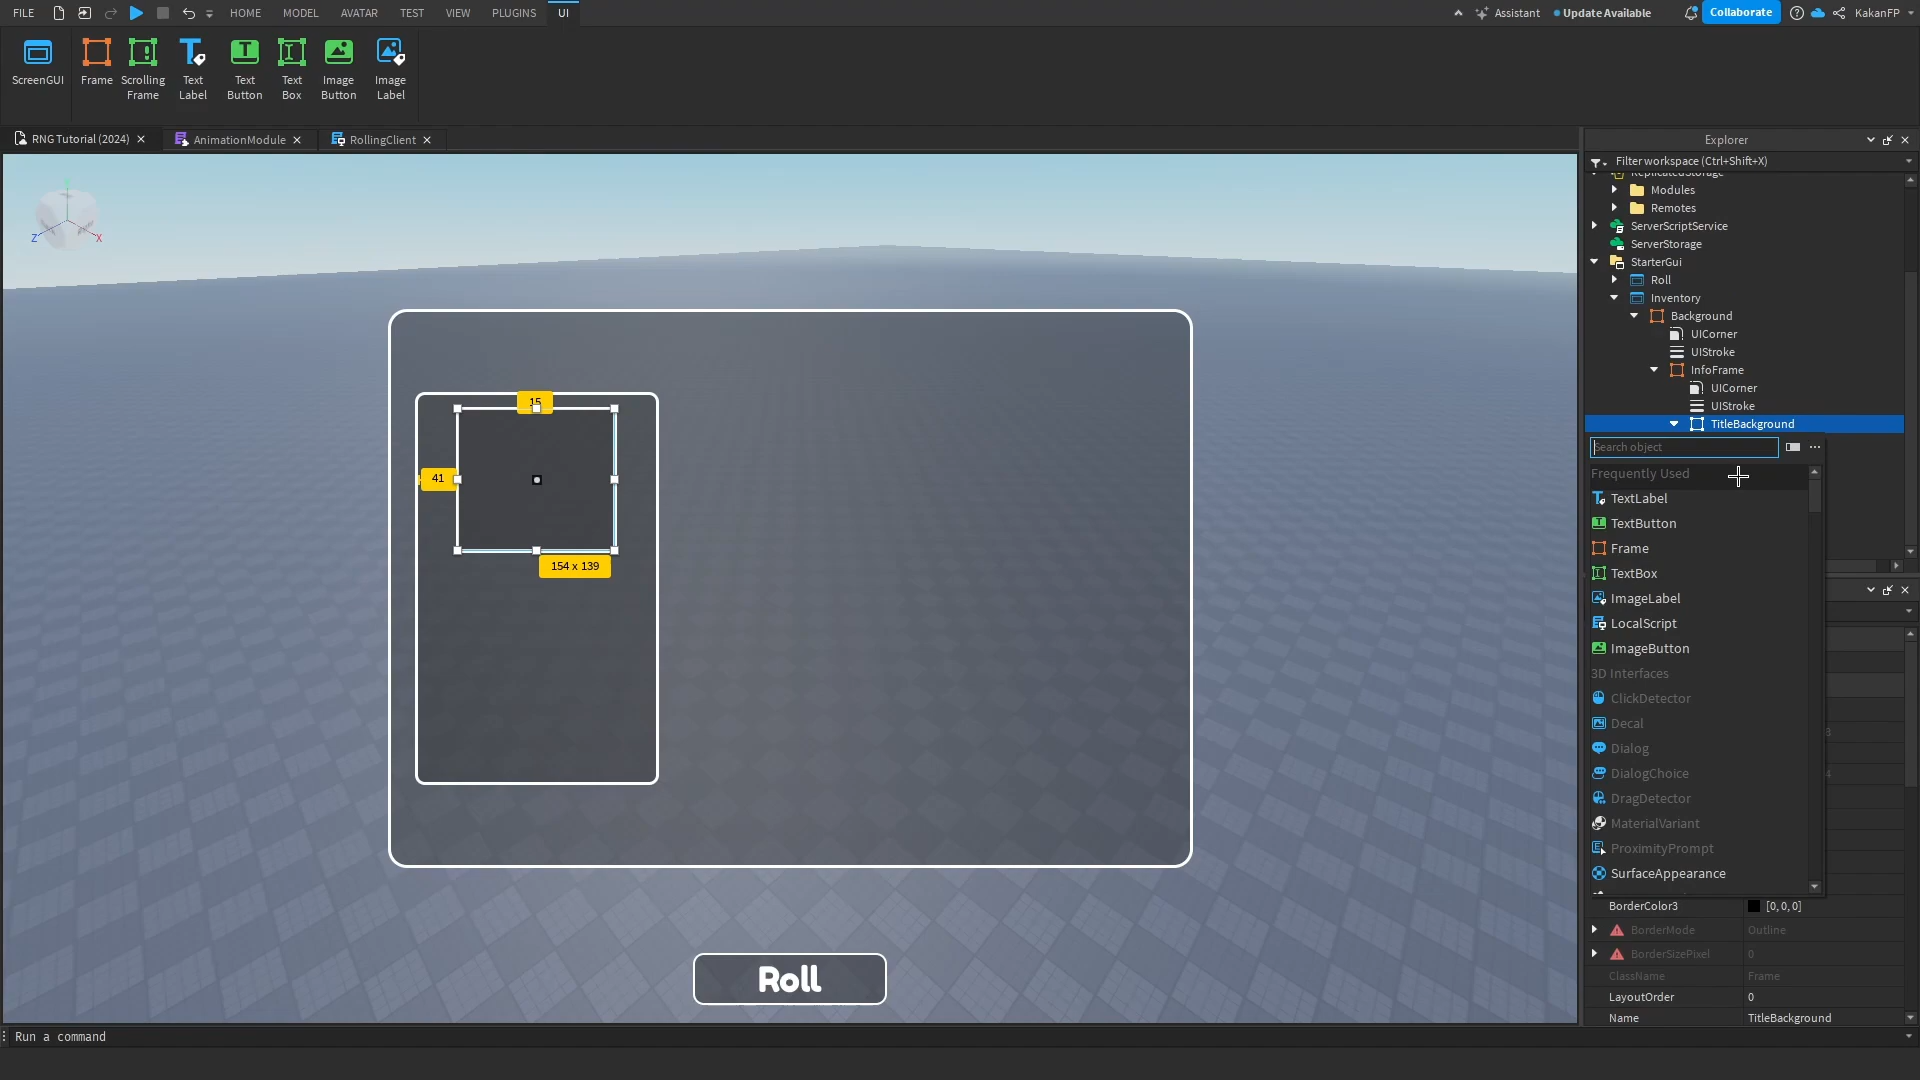 FILE
HOME
MODEL
AVATAR
TEST
VIEW
PLUGINS
UI
Assistant
Update Available
Collaborate
KakanFP
ScreenGUI
Frame
Scrolling
Frame
Text
Label
Text
Button
Text
Box
Image
Button
Image
Label
RNG Tutorial (2024)
AnimationModule
RollingClient
Explorer
Filter workspace (Ctrl+Shift+X)
ReplicatedStorage
Modules
Remotes
ServerScriptService
ServerStorage
StarterGui
Roll
Inventory
Background
UICorner
UIStroke
InfoFrame
UICorner
UIStroke
TitleBackground
Search object
Frequently Used
TextLabel
TextButton
Frame
TextBox
ImageLabel
LocalScript
ImageButton
3D Interfaces
ClickDetector
Decal
Dialog
DialogChoice
DragDetector
MaterialVariant
ProximityPrompt
SurfaceAppearance
BorderColor3
[0, 0, 0]
BorderMode
Outline
BorderSizePixel
0
ClassName
Frame
LayoutOrder
0
Name
TitleBackground
Z
X
15
41
154 x 139
Roll
Run a command